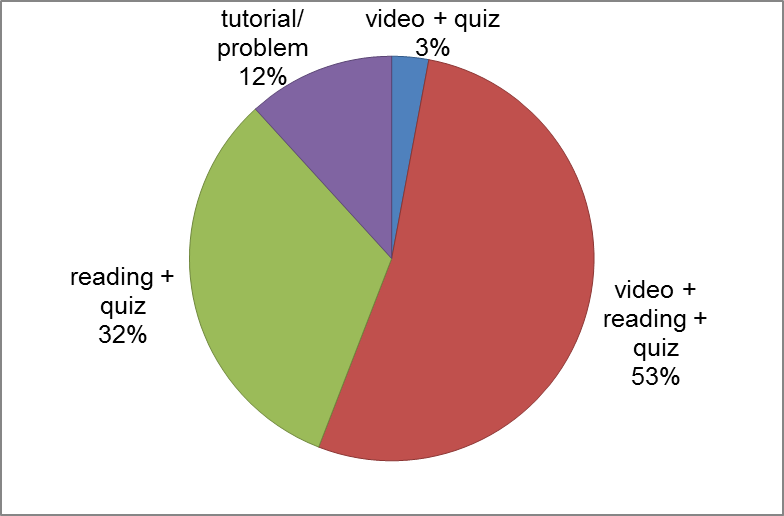 tutorial/
problem
12%
video + quiz
3%
reading +
quiz
32%
video +
reading +
quiz
53%